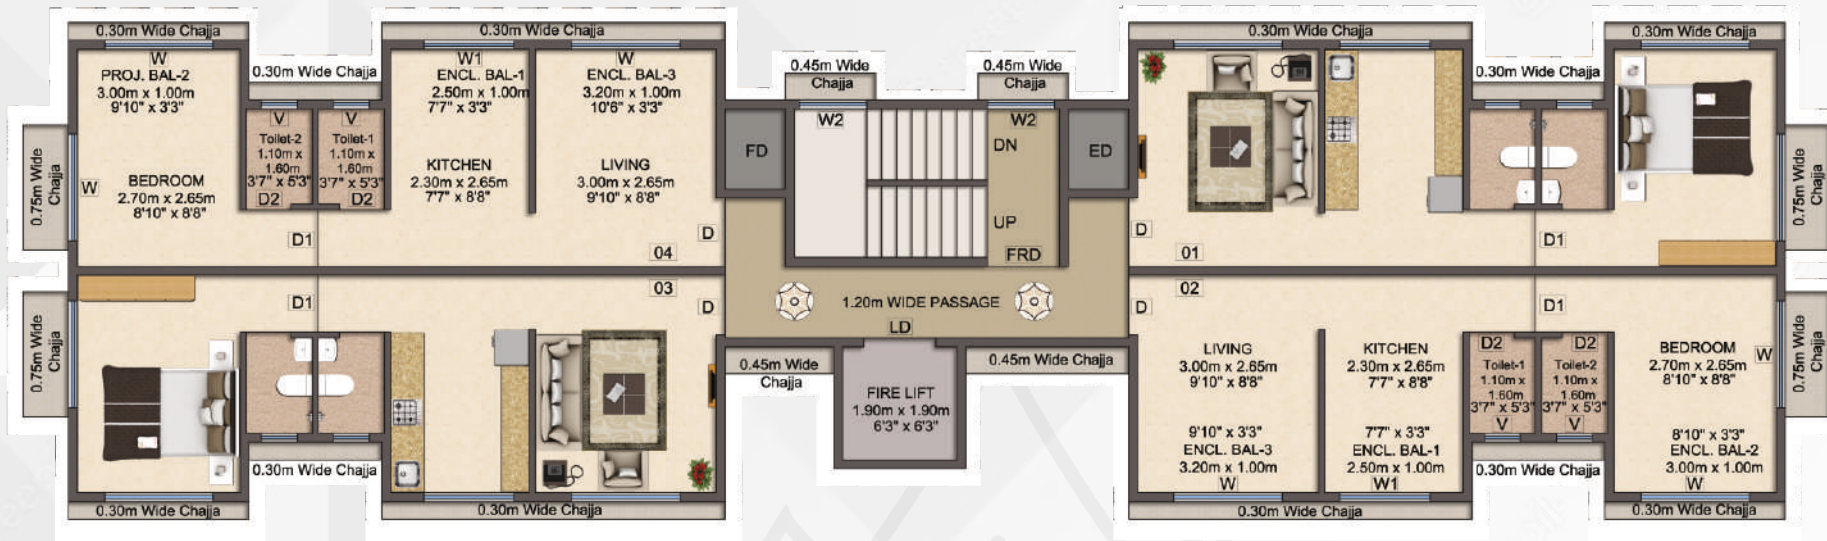 0.30m Wide Chajja
0.30m Wide Chajja
0.30m Wide Chajja
0.30m Wide Chajja
W
PROJ. BAL-2
3.00m x 1.00m
9'10" x 3'3"
0.30m Wide Chajja
W1
ENCL. BAL-1
2.50m x 1.00m
7'7" x 3'3"
W
ENCL. BAL-3
3.20m x 1.00m
10'6" x 3'3"
0.45m Wide
Chajja
0.45m Wide
Chajja
0.30m Wide Chajja
V
Toilet-2
1.10m x
1.60m
3'7" x 5'3"
D2
V
Toilet-1
1.10m x
1.60m
3'7" x 5'3"
D2
W2
W2
FD
DN
ED
0.75m Wide
Chajja
W
BEDROOM
2.70m x 2.65m
8'10" x 8'8"
KITCHEN
2.30m x 2.65m
7'7" x 8'8"
LIVING
3.00m x 2.65m
9'10" x 8'8"
0.75m Wide
Chajja
UP
D1
D
04
FRD
D
01
D1
D1
03
D
1.20m WIDE PASSAGE
LD
D
02
D1
0.75m Wide
Chajja
0.75m Wide
Chajja
0.45m Wide
Chajja
0.45m Wide Chajja
FIRE LIFT
1.90m x 1.90m
6'3" x 6'3"
LIVING
3.00m x 2.65m
9'10" x 8'8"
KITCHEN
2.30m x 2.65m
7'7" x 8'8"
D2
Toilet-1
1.10m x
1.60m
3'7" x 5'3"
V
D2
Toilet-2
1.10m x
1.60m
3'7" x 5'3"
V
BEDROOM
2.70m x 2.65m
8'10" x 8'8"
W
9'10" x 3'3"
ENCL. BAL-3
3.20m x 1.00m
W
7'7" x 3'3"
ENCL. BAL-1
2.50m x 1.00m
W1
8'10" x 3'3"
ENCL. BAL-2
3.00m x 1.00m
W
0.30m Wide Chajja
0.30m Wide Chajja
0.30m Wide Chajja
0.30m Wide Chajja
0.30m Wide Chajja
0.30m Wide Chajja